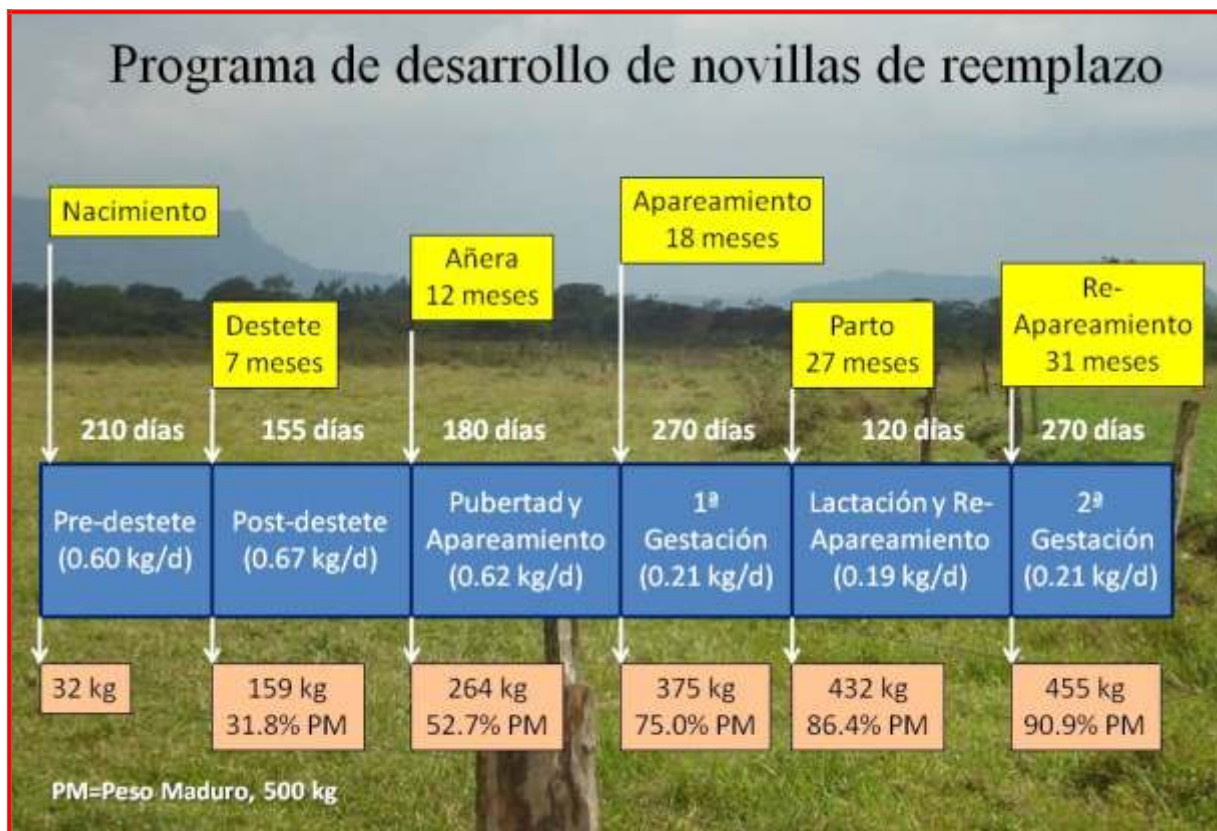 Programa de desarrollo de novillas de reemplazo
Nacimiento
Destete
7 meses
Añera
12 meses
Apareamiento
18 meses
Parto
27 meses
Re-
Apareamiento
31 meses
210 días
155 días
180 días
270 días
120 días
270 días
Pre-destete
(0.60 kg/d)
Post-destete
(0.67 kg/d)
Pubertad y
Apareamiento
(0.62 kg/d)
1ª
Gestación
(0.21 kg/d)
Lactación y Re-
Apareamiento
(0.19 kg/d)
2ª
Gestación
(0.21 kg/d)
32 kg
159 kg
31.8% PM
264 kg
52.7% PM
375 kg
75.0% PM
432 kg
86.4% PM
455 kg
90.9% PM
PM=Peso Maduro, 500 kg